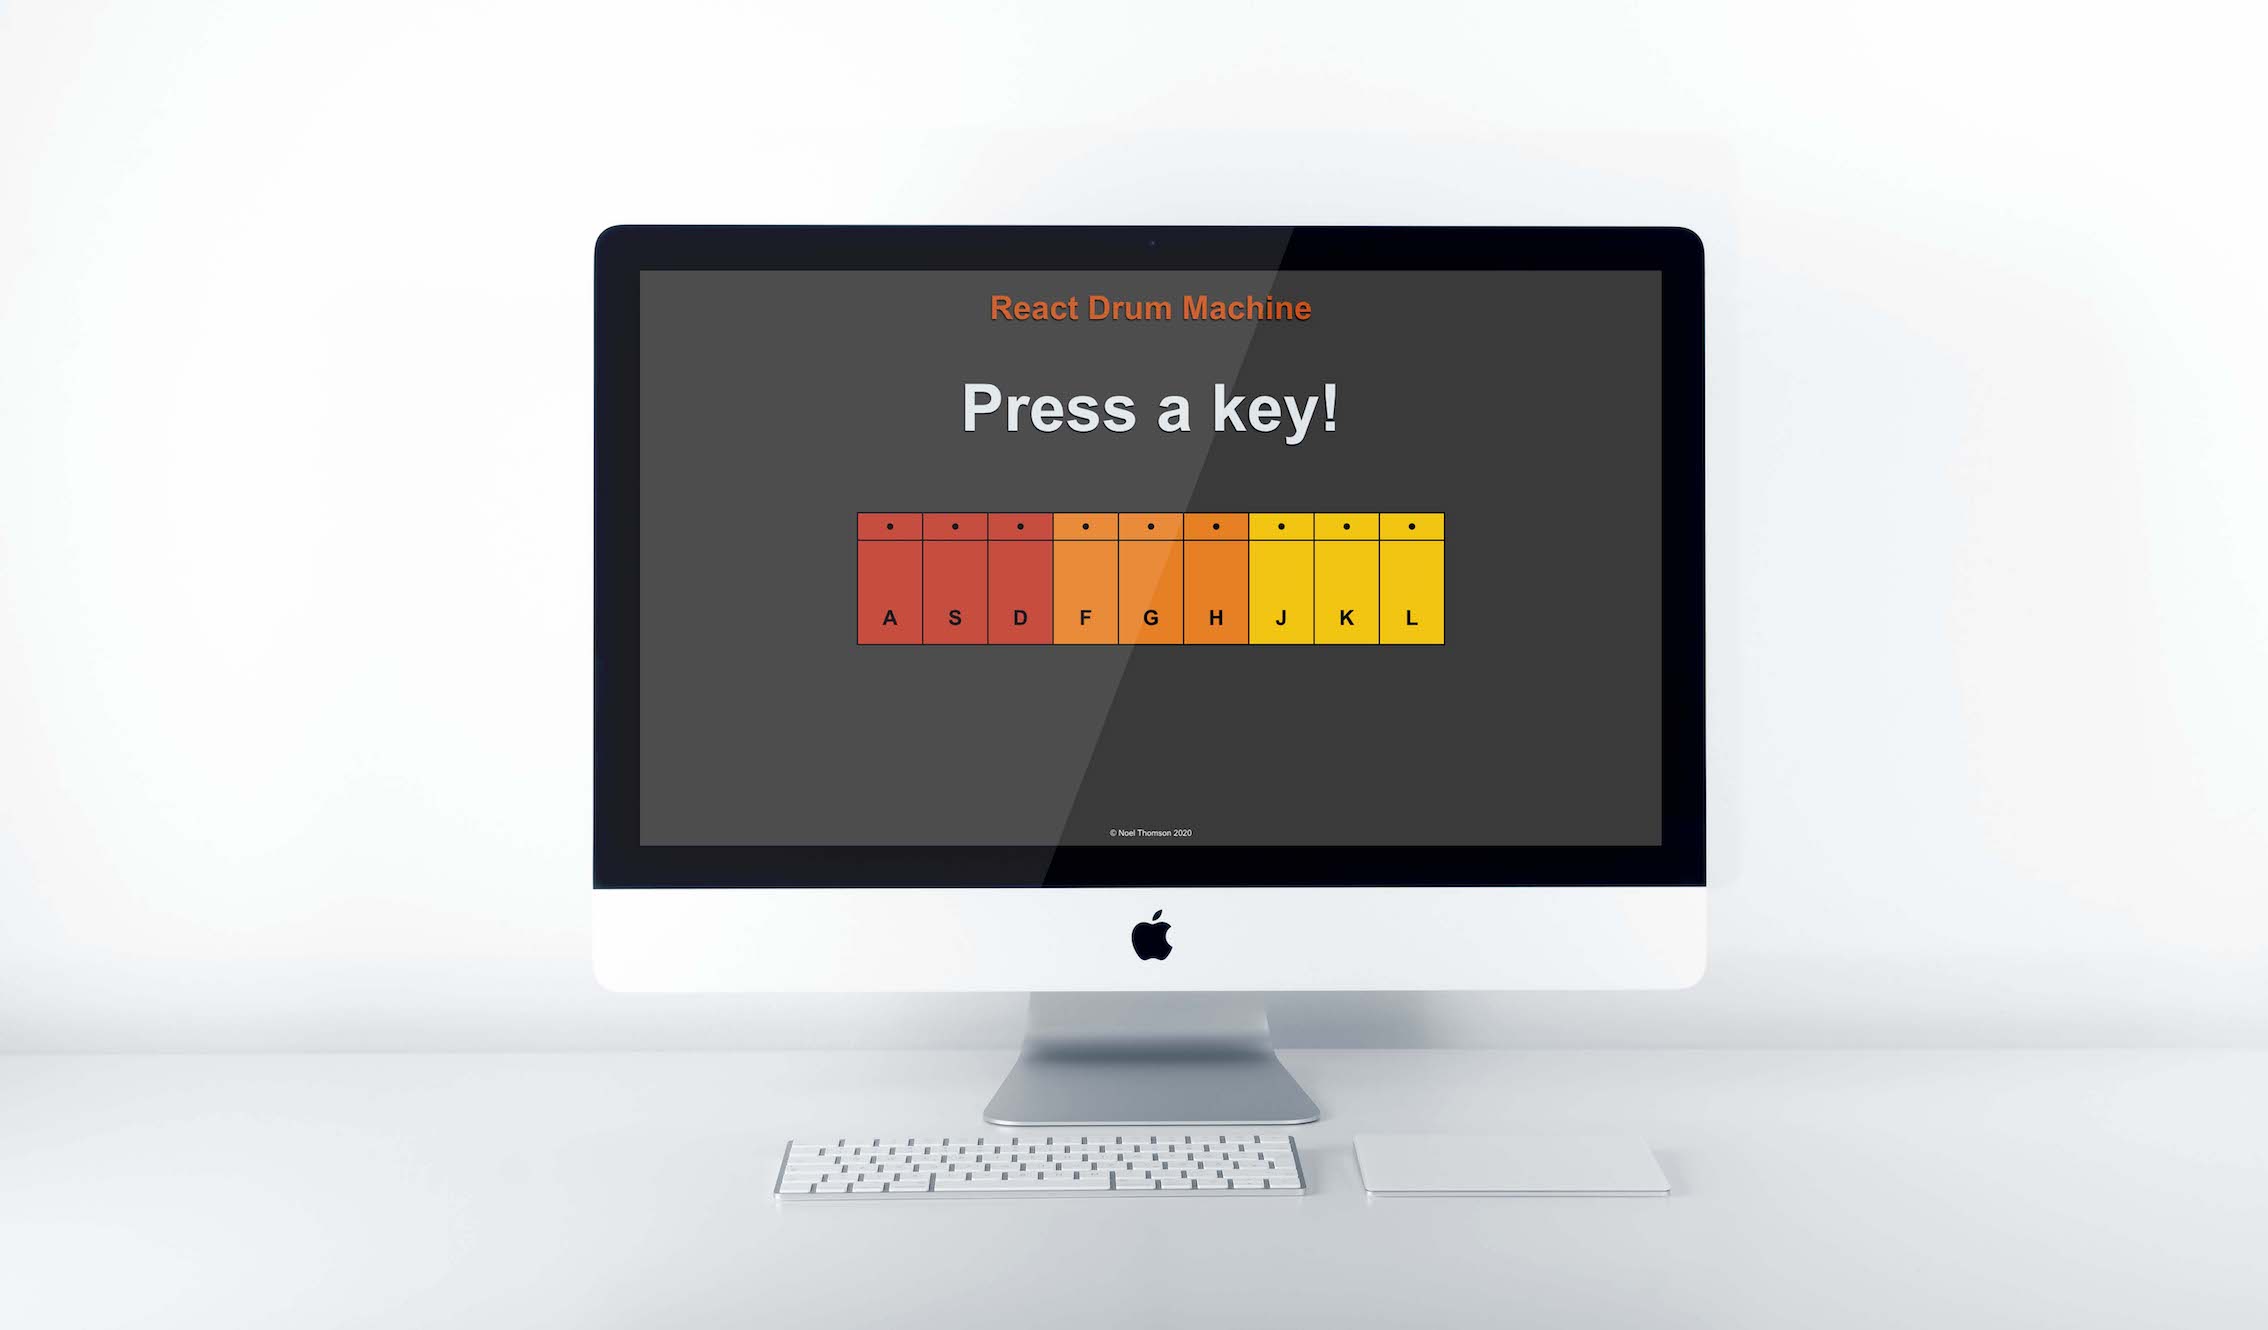 React Drum Machine
Press a key!
A S D F G H J K L
© Noel Thomson 2020